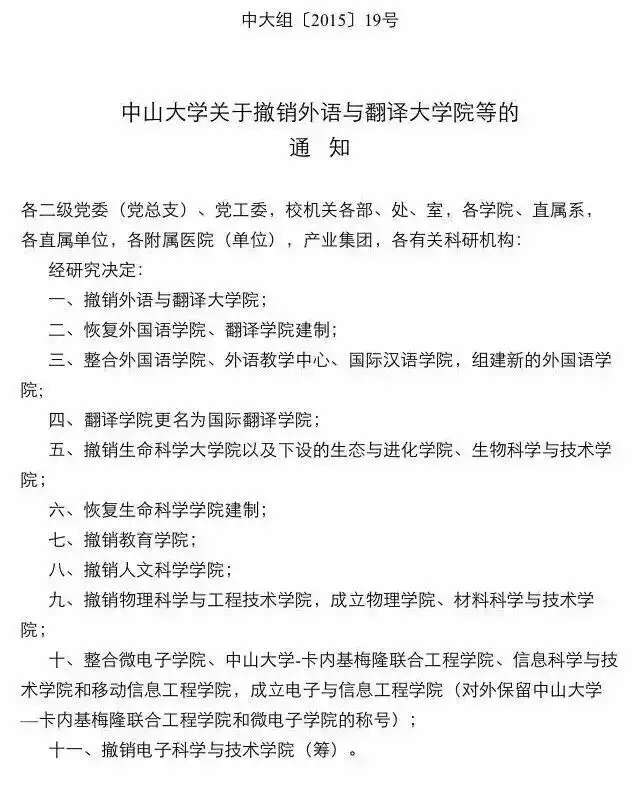 中大组〔2015〕19号
中山大学关于撤销外语与翻译大学院等的
通 知
各二级党委（党总支）、党工委，校机关各部、处、室，各学院、直属系，
各直属单位，各附属医院（单位），产业集团，各有关科研机构：
经研究决定：
一、撤销外语与翻译大学院；
二、恢复外国语学院、翻译学院建制；
三、整合外国语学院、外语教学中心、国际汉语学院，组建新的外国语学
院；
四、翻译学院更名为国际翻译学院；
五、撤销生命科学大学院以及下设的生态与进化学院、生物科学与技术学
院；
六、恢复生命科学学院建制；
七、撤销教育学院；
八、撤销人文科学学院；
九、撤销物理科学与工程技术学院，成立物理学院、材料科学与技术学
院；
十、整合微电子学院、中山大学-卡内基梅隆联合工程学院、信息科学与技
术学院和移动信息工程学院，成立电子与信息工程学院（对外保留中山大学
—卡内基梅隆联合工程学院和微电子学院的称号）；
十一、撤销电子科学与技术学院（筹）。